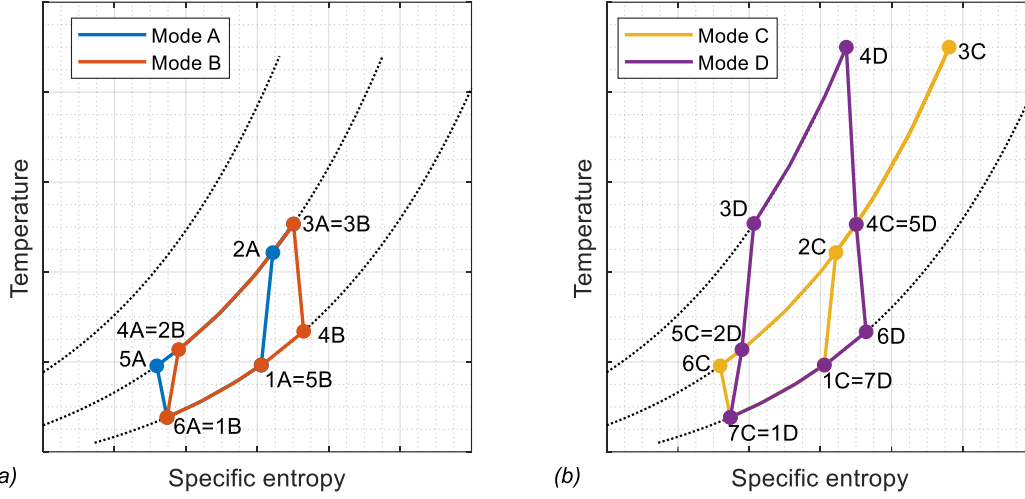 Mode A
Mode B
Temperature
3A=3B
2A
4A=2B
4B
5A
1A=5B
6A=1B
a)
Specific entropy
Mode C
Mode D
Temperature
4D
3C
3D
4C=5D
2C
5C=2D
6D
6C
1C=7D
7C=1D
(b)
Specific entropy